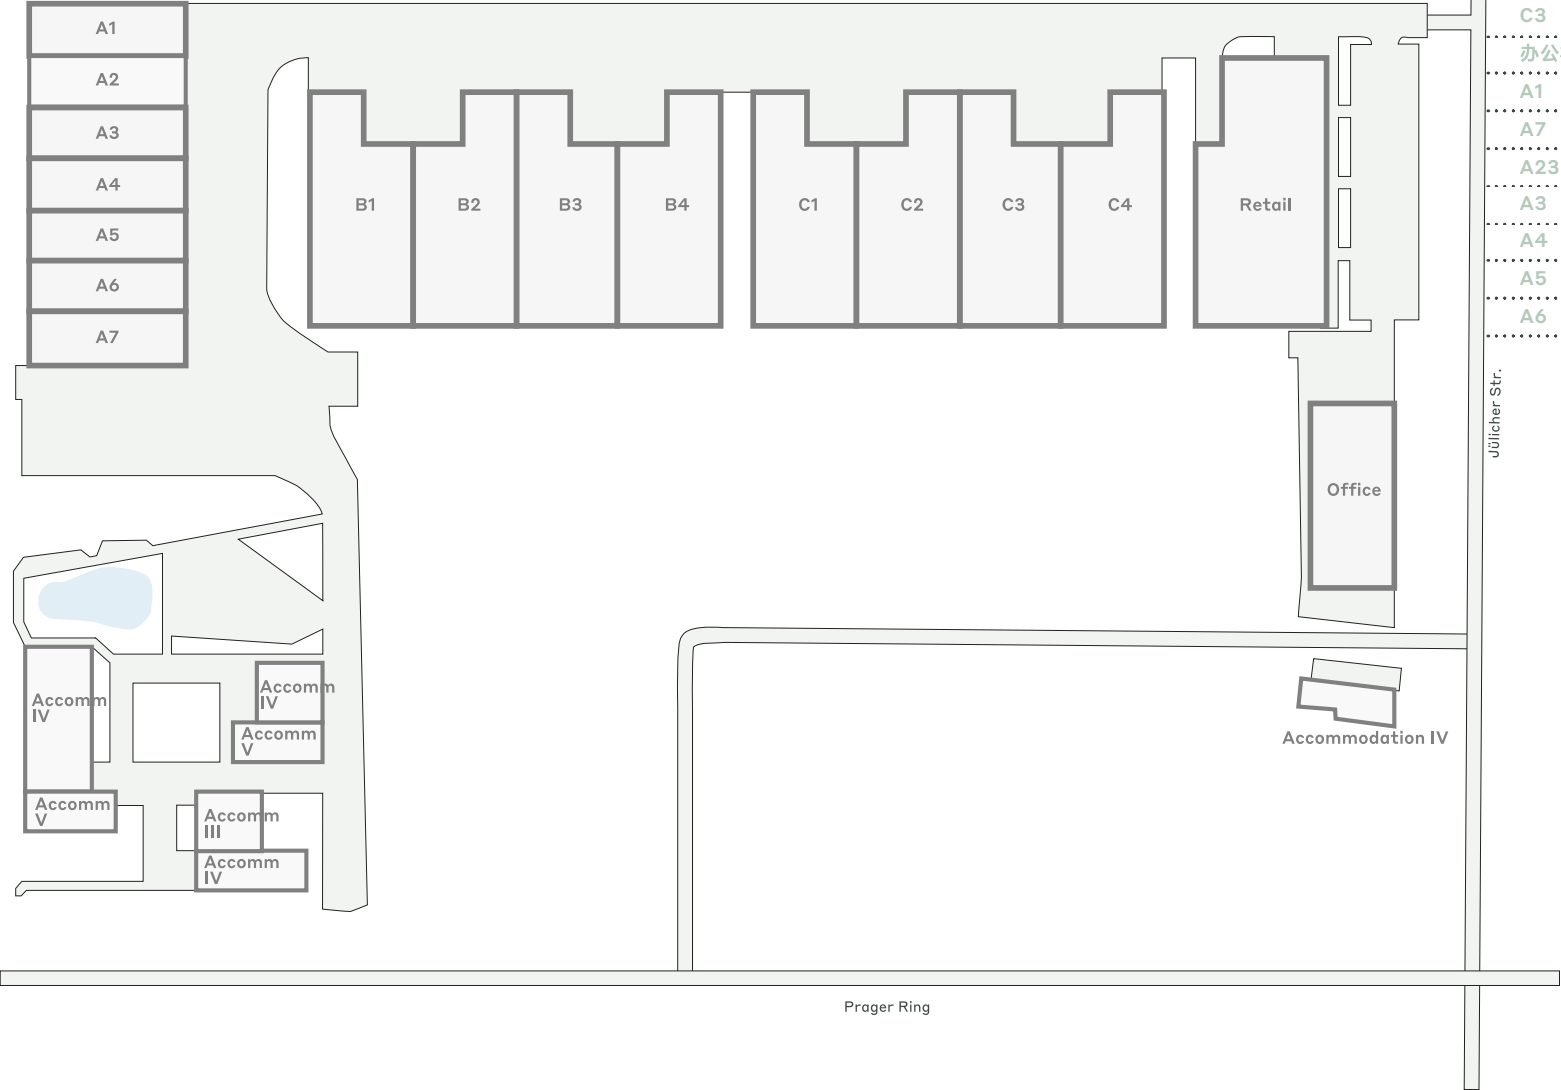 A1
A2
A3
A4
A5
A6
A7
B1
B2
B3
B4
C1
C2
C3
C4
Retail
C3
办公
A1
A7
A23
A3
A4
A5
A6
Jülicher Str.
Office
Accomm
IV
Accomm
IV
Accomm
V
Accomm
V
Accomm
III
Accomm
IV
Accommodation IV
Prager Ring